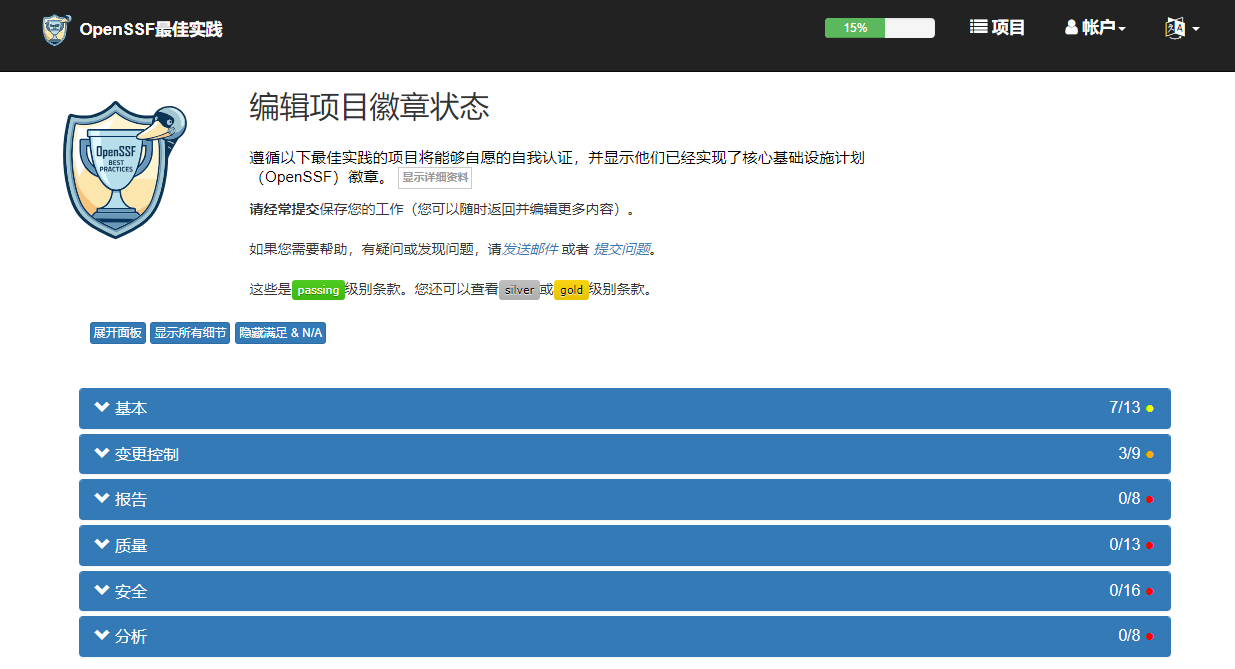 OpenSSF最佳实践
15%
项目
帐户
编辑项目徽章状态
OpenSSF
BEST
PRACTICES
遵循以下最佳实践的项目将能够自愿的自我认证，并显示他们已经实现了核心基础设施计划
（OpenSSF）徽章。 显示详细资料
请经常提交保存您的工作（您可以随时返回并编辑更多内容）。
如果您需要帮助，有疑问或发现问题，请发送邮件 或者 提交问题。
这些是passing级别条款。您还可以查看silver或gold级别条款。
展开面板 显示所有细节 隐藏满足 & N/A
基本 7/13
变更控制 3/9
报告 0/8
质量 0/13
安全 0/16
分析 0/8